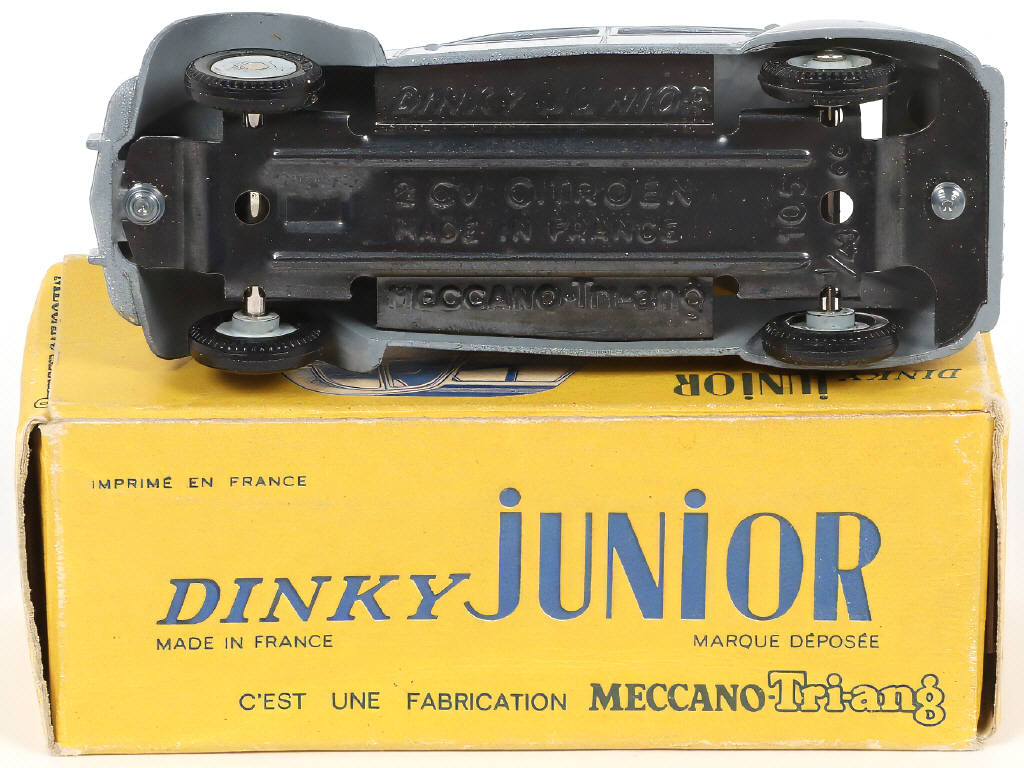 DINKY JUNIOR
2 CV CITROËN
MADE IN FRANCE
105
1/43
MECCANO-Tri-ang
DINKY JUNIOR
IMPRIMÉ EN FRANCE
DINKY JUNIOR
MADE IN FRANCE
MARQUE DÉPOSÉE
C'EST UNE FABRICATION MECCANO-Tri-ang